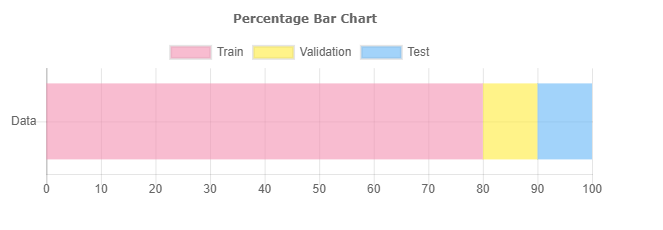 Percentage Bar Chart
Train Validation Test
Data
0 10 20 30 40 50 60 70 80 90 100